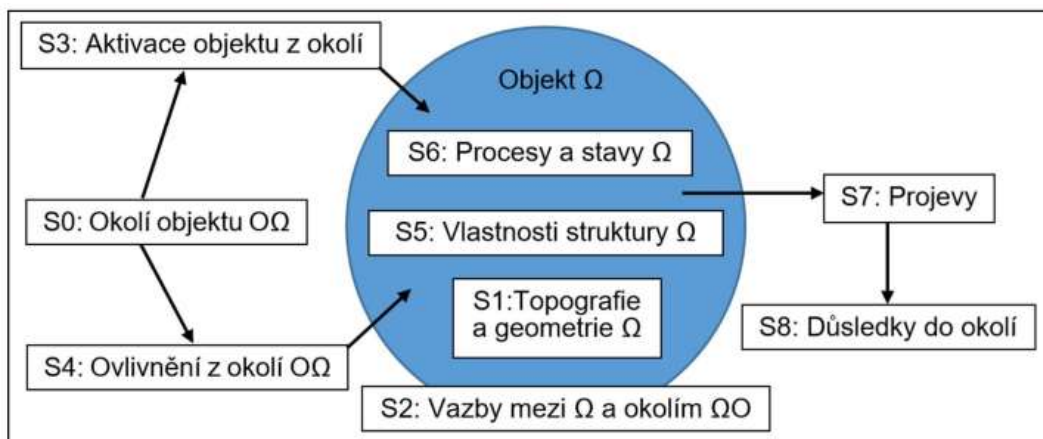 S3: Aktivace objektu z okolí
Objekt Ω
S6: Procesy a stavy Ω
S0: Okolí objektu OΩ
S7: Projevy
S5: Vlastnosti struktury Ω
S1:Topografie
a geometrie Ω
S8: Důsledky do okolí
S4: Ovlivnění z okolí OΩ
S2: Vazby mezi Ω a okolím ΩO